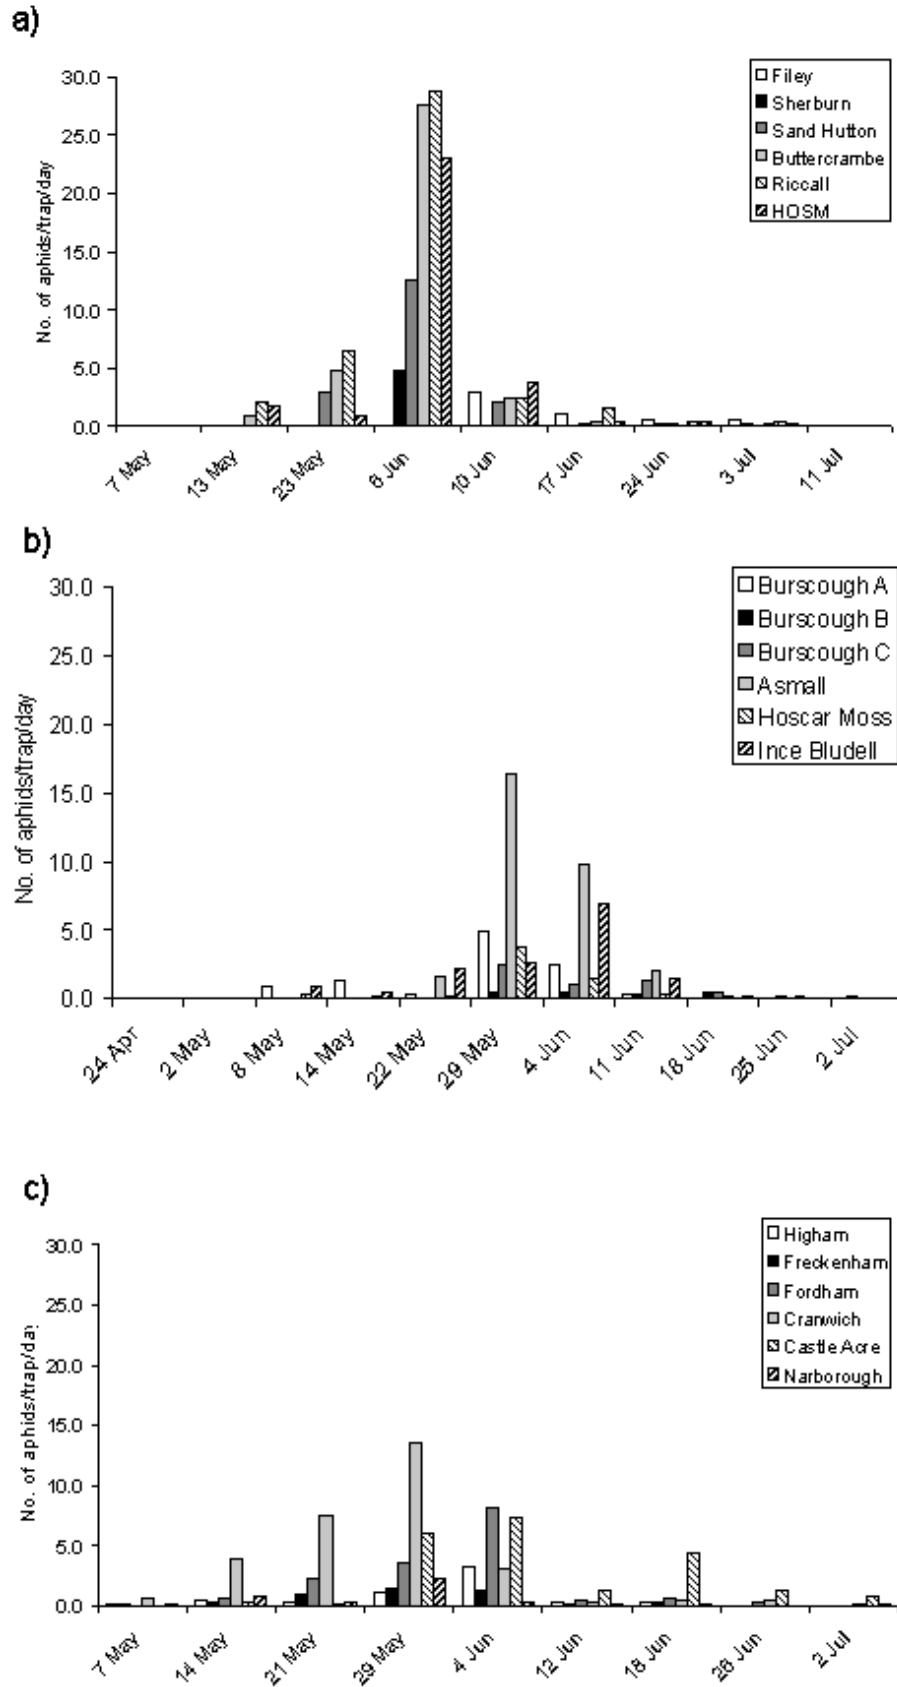 a)
No. of aphids/trap/day
30.0
25.0
20.0
15.0
10.0
5.0
0.0
7 May
13 May
23 May
6 Jun
10 Jun
17 Jun
24 Jun
3 Jul
11 Jul
Filey
Sherburn
Sand Hutton
Buttercrambe
Riccall
HOSM
b)
No. of aphids/trap/day
30.0
25.0
20.0
15.0
10.0
5.0
0.0
24 Apr
2 May
8 May
14 May
22 May
29 May
4 Jun
11 Jun
18 Jun
25 Jun
2 Jul
Burscough A
Burscough B
Burscough C
Asmall
Hoscar Moss
Ince Bludell
c)
No. of aphids/trap/day
30.0
25.0
20.0
15.0
10.0
5.0
0.0
7 May
14 May
21 May
29 May
4 Jun
12 Jun
18 Jun
26 Jun
2 Jul
Higham
Freckenham
Fordham
Cranwich
Castle Acre
Narborough